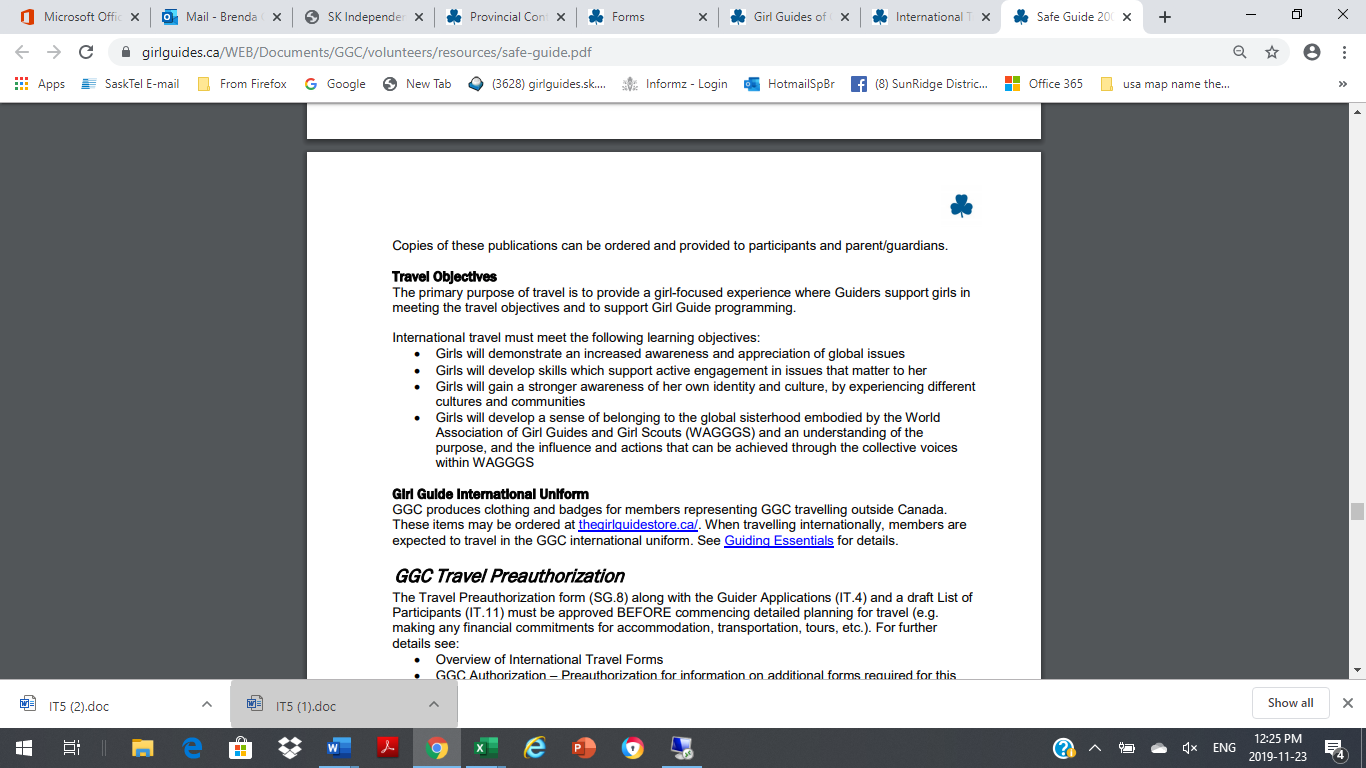 Microsoft Offic
Mail - Brenda
SK Independen
Provincial Con
Forms
Girl Guides of
International T
Safe Guide 20
girlguides.ca/WEB/Documents/GGC/volunteers/resources/safe-guide.pdf
Apps
SaskTel E-mail
From Firefox
Google
New Tab
(3628) girlguides.sk....
Informz - Login
HotmailSpBr
(8) SunRidge Distric...
Office 365
usa map name the...
»
Copies of these publications can be ordered and provided to participants and parent/guardians.
Travel Objectives
The primary purpose of travel is to provide a girl-focused experience where Guiders support girls in
meeting the travel objectives and to support Girl Guide programming.
International travel must meet the following learning objectives:
• Girls will demonstrate an increased awareness and appreciation of global issues
• Girls will develop skills which support active engagement in issues that matter to her
• Girls will gain a stronger awareness of her own identity and culture, by experiencing different
cultures and communities
• Girls will develop a sense of belonging to the global sisterhood embodied by the World
Association of Girl Guides and Girl Scouts (WAGGGS) and an understanding of the
purpose, and the influence and actions that can be achieved through the collective voices
within WAGGGS
Girl Guide International Uniform
GGC produces clothing and badges for members representing GGC travelling outside Canada.
These items may be ordered at thegirlguidestore.ca/. When travelling internationally, members are
expected to travel in the GGC international uniform. See Guiding Essentials for details.
GGC Travel Preauthorization
The Travel Preauthorization form (SG.8) along with the Guider Applications (IT.4) and a draft List of
Participants (IT.11) must be approved BEFORE commencing detailed planning for travel (e.g.
making any financial commitments for accommodation, transportation, tours, etc.). For further
details see:
• Overview of International Travel Forms
• GGC Authorization – Preauthorization for information on additional forms required for this
IT5 (2).doc
IT5 (1).doc
Show all
ENG
12:25 PM
2019-11-23
4